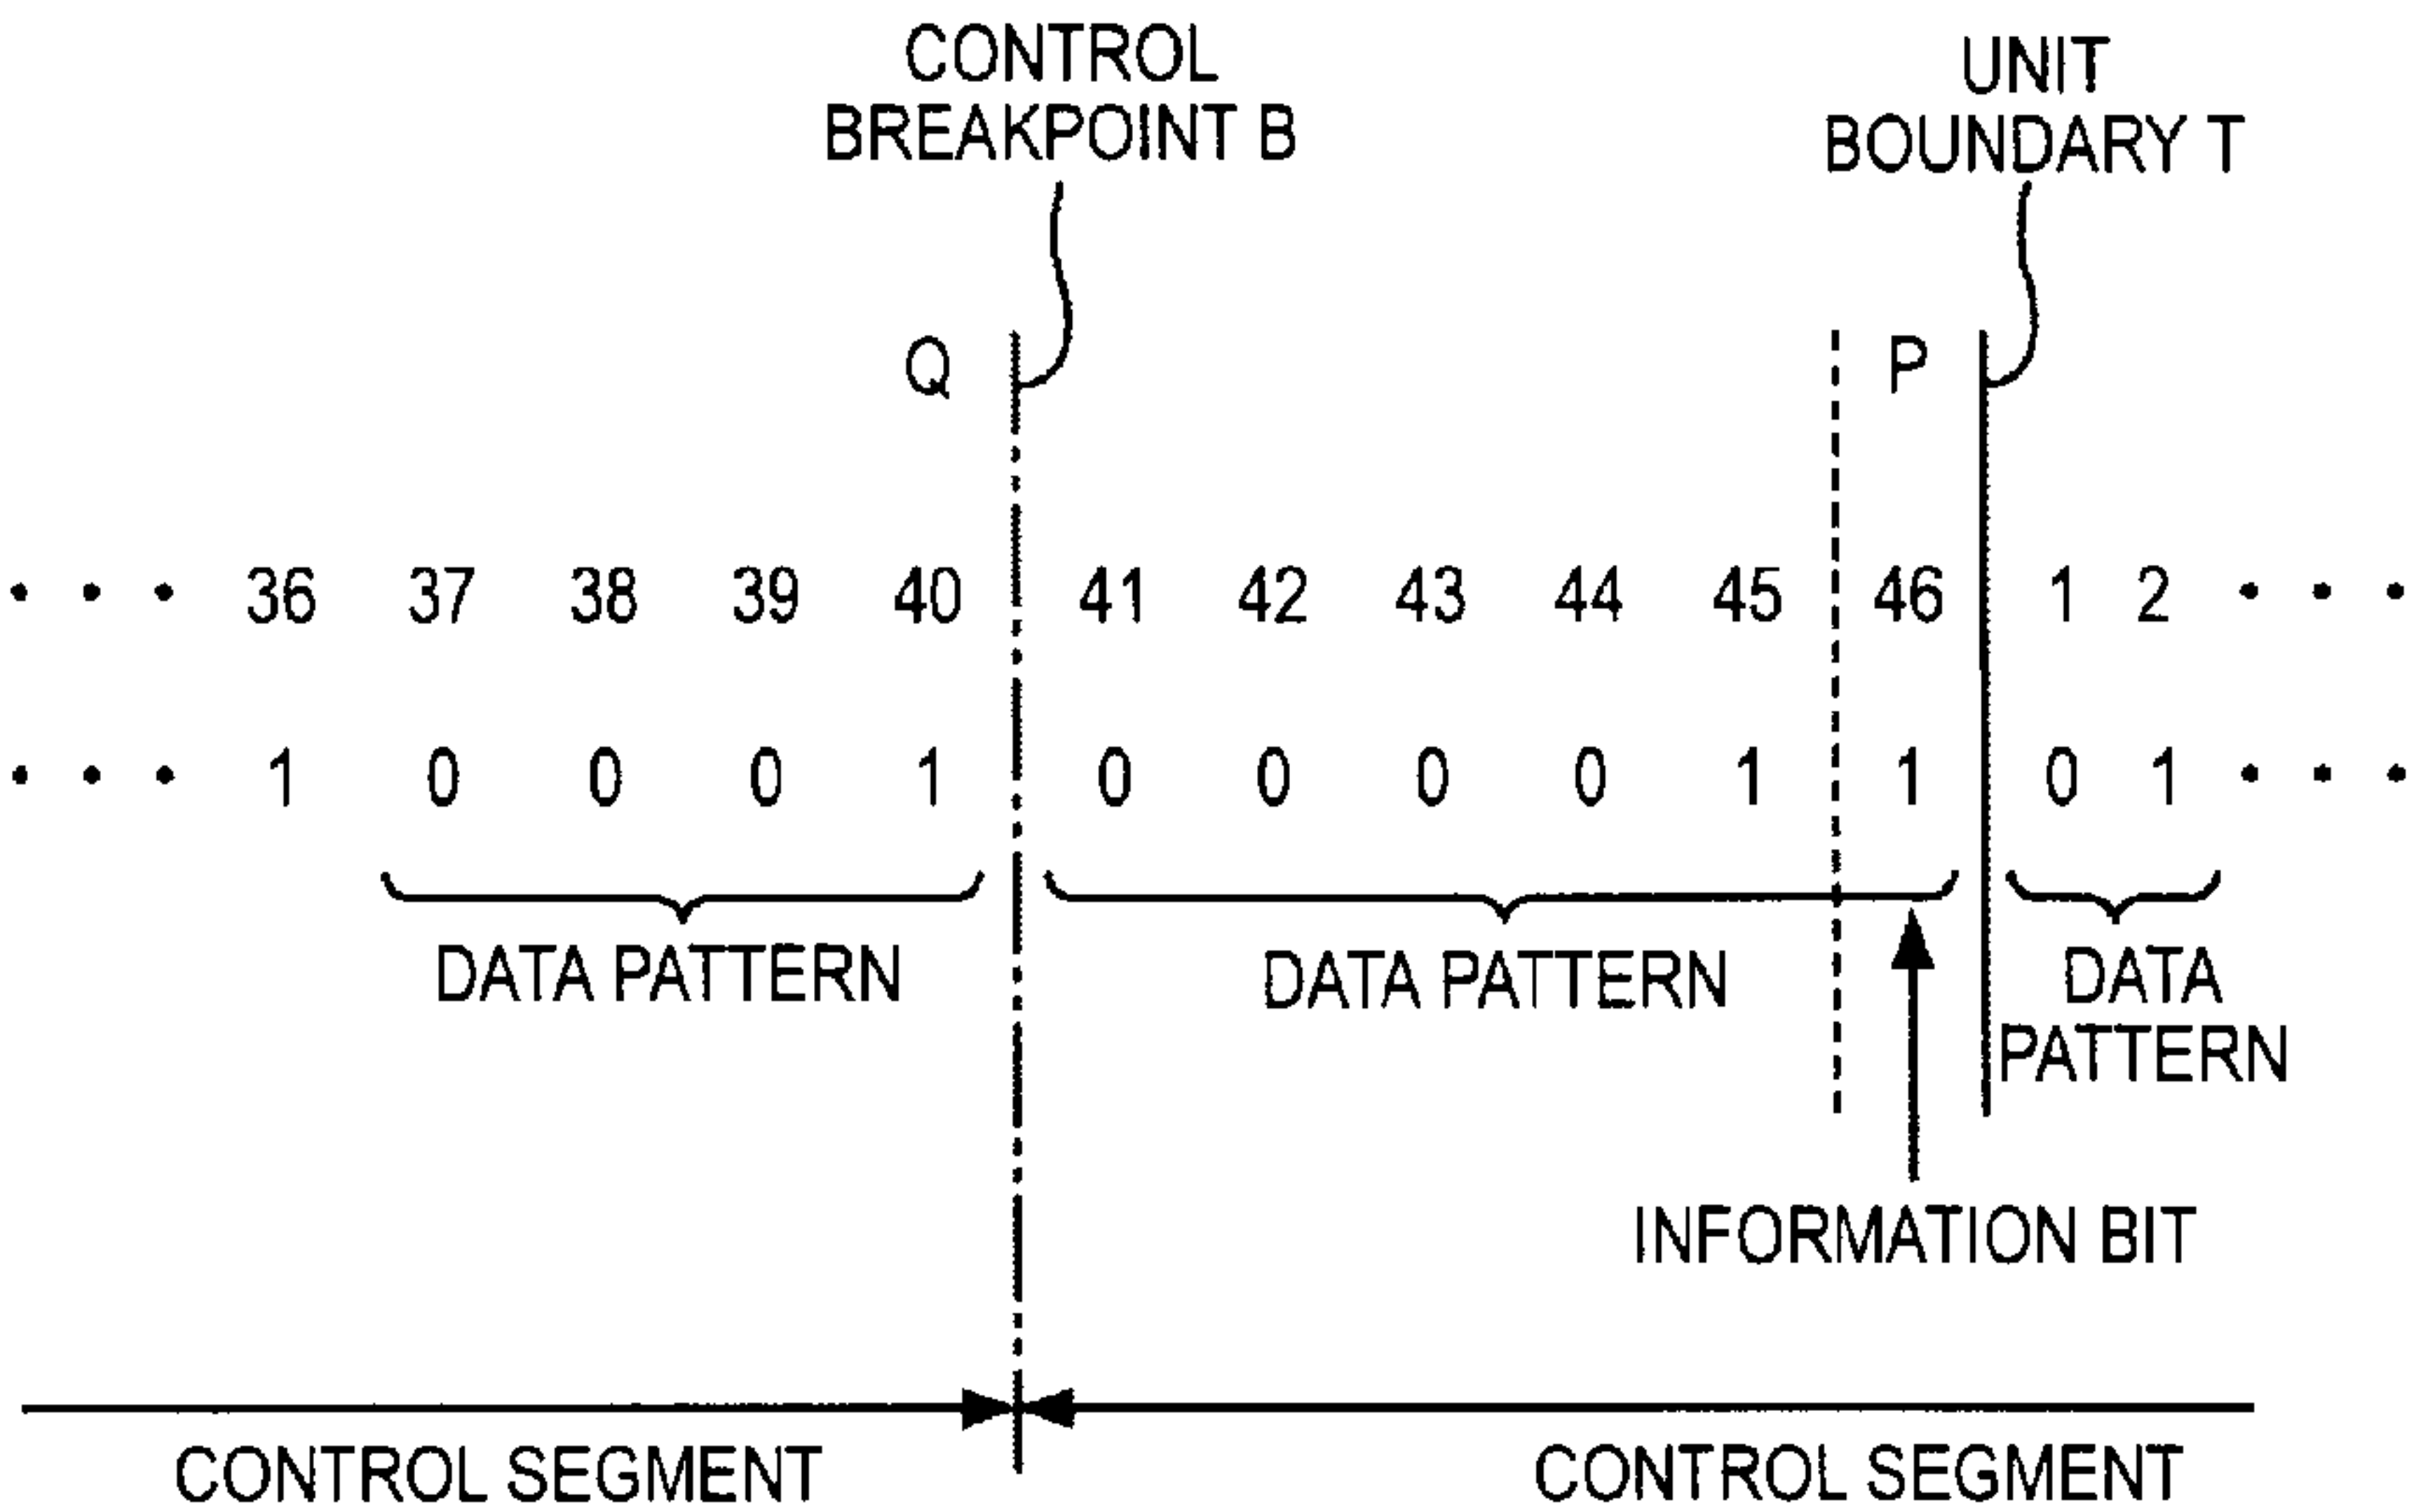 CONTROL
BREAKPOINT B
UNIT
BOUNDARY T
Q
P
• • • 36 37 38 39 40 41 42 43 44 45 46 1 2 • • •
• • • 1 0 0 0 1 0 0 0 0 1 1 0 1 • • •
DATA PATTERN
DATA PATTERN
DATA
PATTERN
INFORMATION BIT
CONTROL SEGMENT
CONTROL SEGMENT